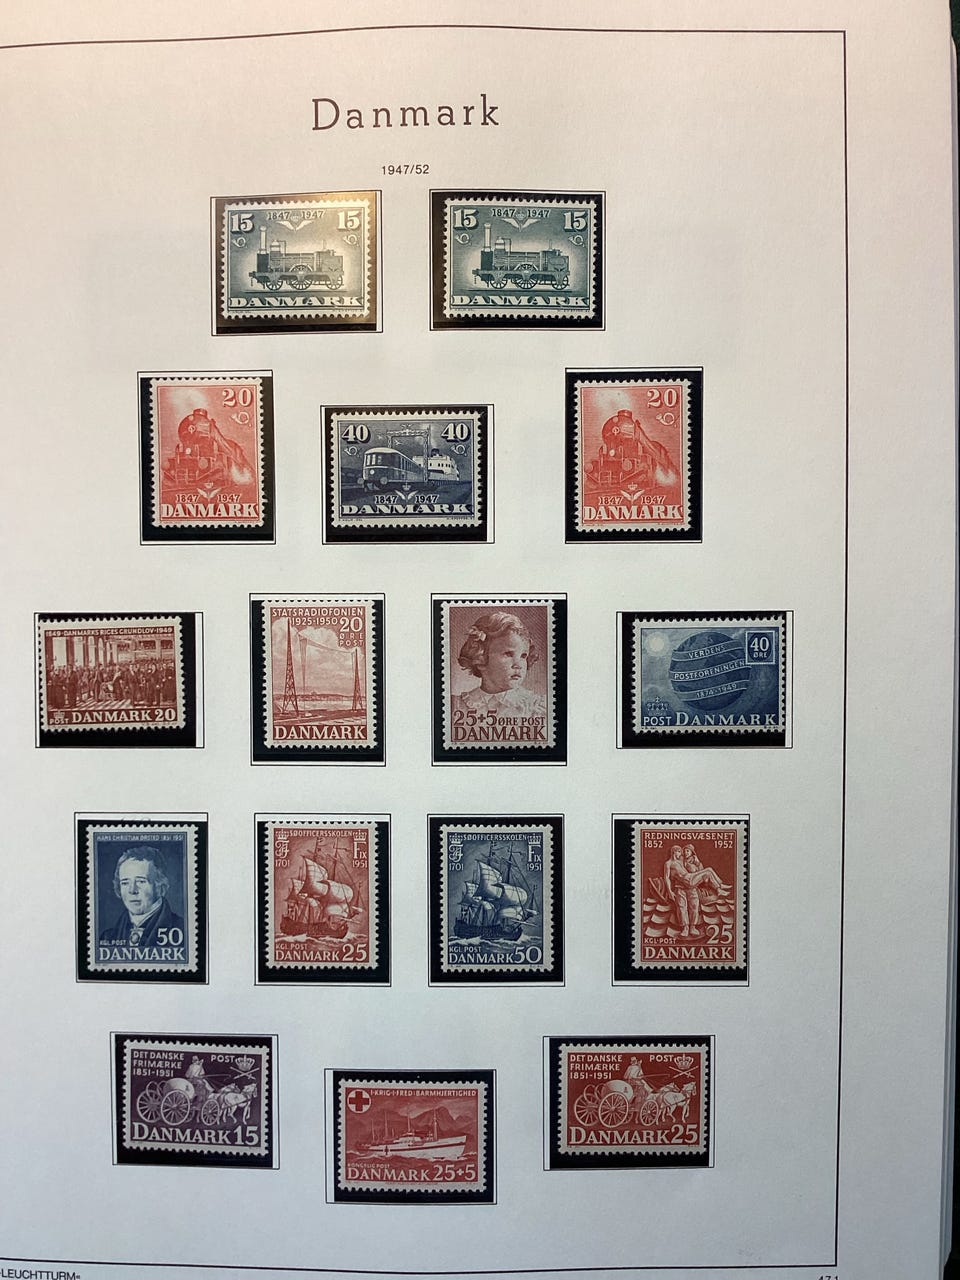 Danmark
1947/52
15 1847 1947 15
DANMARK
15 1847 1947 15
DANMARK
20
1847 1947
DANMARK
40 40
1847 1947
DANMARK
20
1847 1947
DANMARK
1849-DANMARKS RIGES GRUNDLOV-1949
POST DANMARK 20
STATSRADIOFONIEN
1925-1950 20
ØRE
POST
DANMARK
25+5 ØRE POST
DANMARK
40
ØRE
VERDENS
POSTFORENINGEN
1874-1949
POST DANMARK
HANS CHRISTIAN ØRSTED 1851 1951
50
KGL. POST
DANMARK
SØOFFICERSSKOLEN
1701 FIX
1951
KGL. POST
DANMARK 25
SØOFFICERSSKOLEN
1701 FIX
1951
KGL. POST
DANMARK 50
REDNINGSVÆSENET
1852 1952
KGL. POST 25
DANMARK
DET DANSKE POST
FRIMÆRKE
1851-1951
DANMARK 15
I·KRIG·I·FRED·BARMHJERTIGHED
KONGELIG POST
DANMARK 25+5
DET DANSKE POST
FRIMÆRKE
1851-1951
DANMARK 25
LEUCHTTURM«